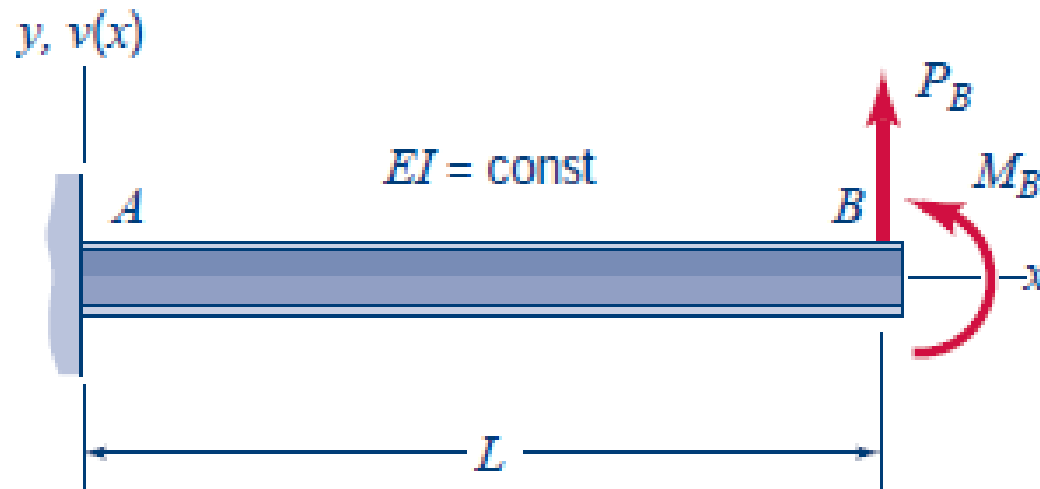 y, v(x)
P_B
EI = const
M_B
A
B
x
L